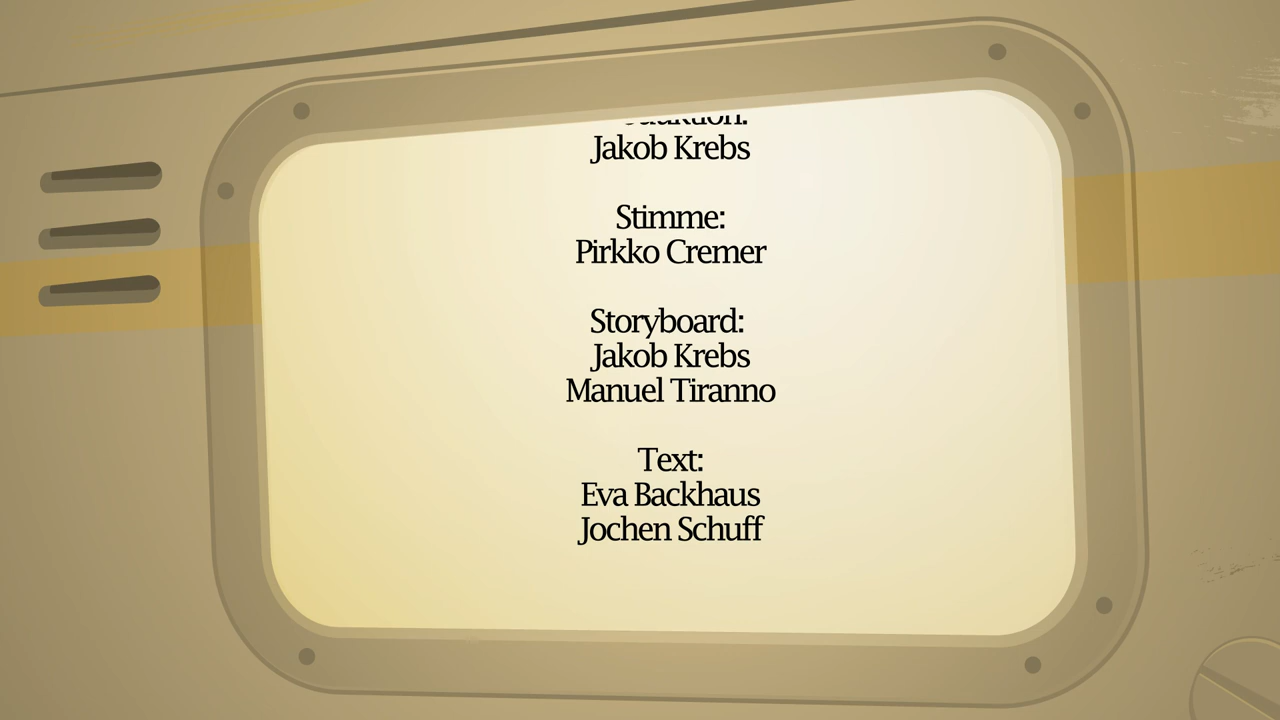 Jakob Krebs
Stimme:
Pirkko Cremer
Storyboard:
Jakob Krebs
Manuel Tiranno
Text:
Eva Backhaus
Jochen Schuff